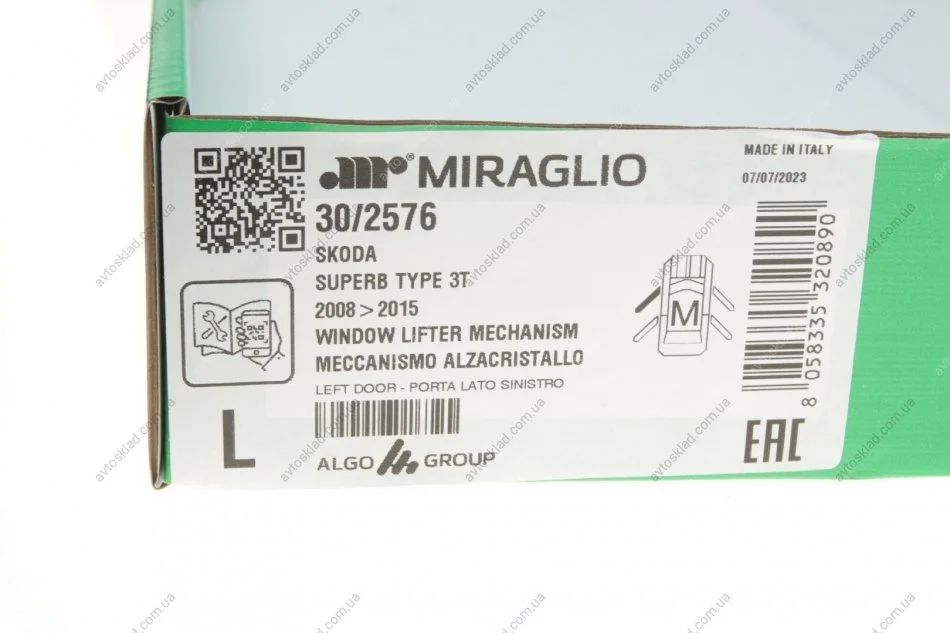 MIRAGLIO
30/2576
SKODA
SUPERB TYPE 3T
2008 > 2015
WINDOW LIFTER MECHANISM
MECCANISMO ALZACRISTALLO
LEFT DOOR - PORTA LATO SINISTRO
L
ALGO GROUP
MADE IN ITALY
07/07/2023
M
8 058335 320890
EAC
avtosklad.com.ua